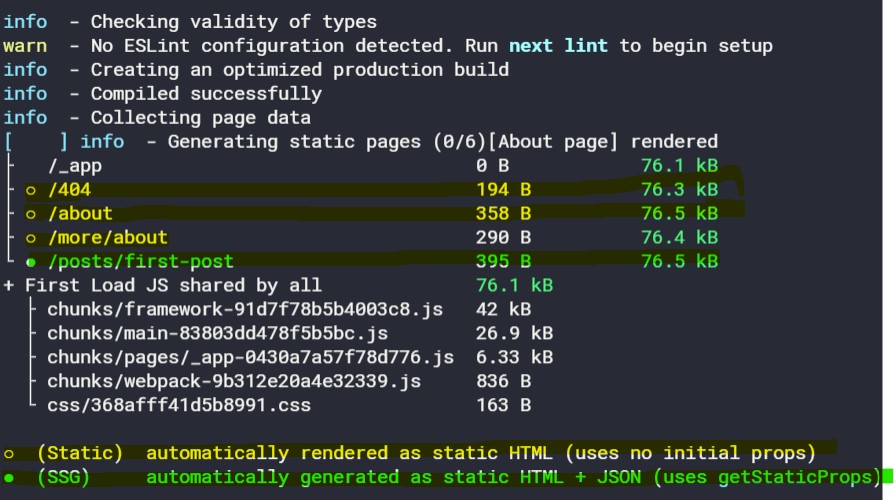 info  - Checking validity of types
warn  - No ESLint configuration detected. Run next lint to begin setup
info  - Creating an optimized production build
info  - Compiled successfully
info  - Collecting page data
[    ] info  - Generating static pages (0/6)[About page] rendered
├   /_app                                      0 B             76.1 kB
├ ○ /404                                       194 B           76.3 kB
├ ○ /about                                     358 B           76.5 kB
├ ○ /more/about                                290 B           76.4 kB
└ ● /posts/first-post                          395 B           76.5 kB
+ First Load JS shared by all                  76.1 kB
  ├ chunks/framework-91d7f78b5b4003c8.js       42 kB
  ├ chunks/main-83803dd478f5b5bc.js            26.9 kB
  ├ chunks/pages/_app-0430a7a57f78d776.js      6.33 kB
  ├ chunks/webpack-9b312e20a4e32339.js         836 B
  └ css/368afff41d5b8991.css                   163 B
○  (Static)  automatically rendered as static HTML (uses no initial props)
●  (SSG)     automatically generated as static HTML + JSON (uses getStaticProps)